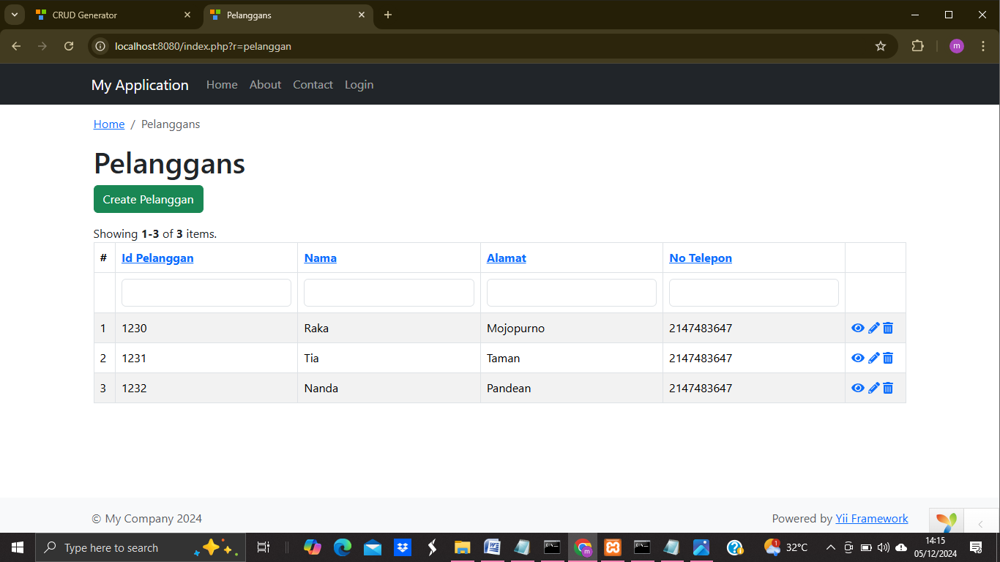 CRUD Generator
Pelanggans
localhost:8080/index.php?r=pelanggan
m
My Application Home About Contact Login
Home / Pelanggans
Pelanggans
Create Pelanggan
Showing 1-3 of 3 items.
# Id Pelanggan Nama Alamat No Telepon
1 1230 Raka Mojopurno 2147483647
2 1231 Tia Taman 2147483647
3 1232 Nanda Pandean 2147483647
© My Company 2024 Powered by Yii Framework
Type here to search
1
32°C
14:15
05/12/2024